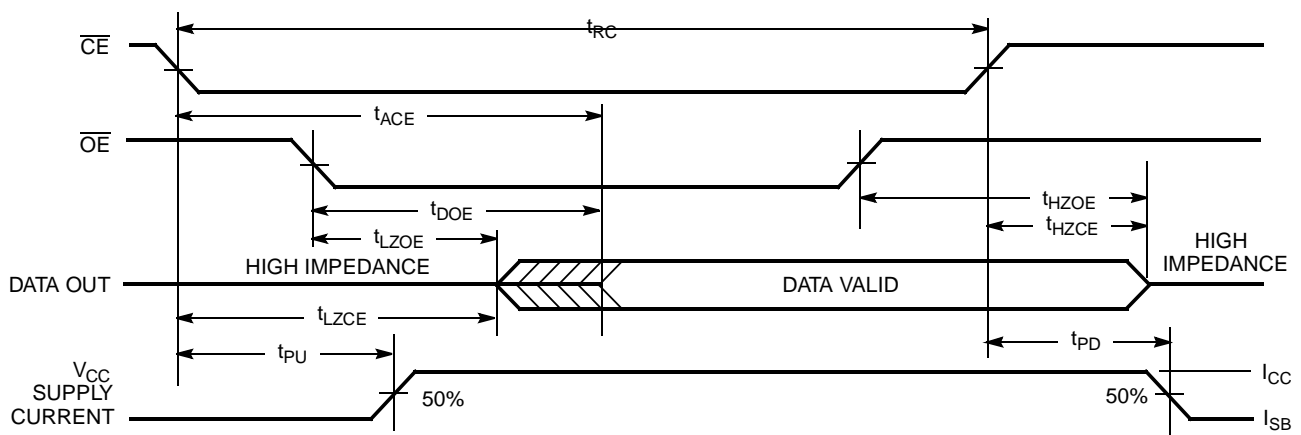 tRC
CE
tACE
OE
tDOE
tHZOE
tLZOE
tHZCE
HIGH IMPEDANCE
HIGH
IMPEDANCE
DATA OUT
DATA VALID
tLZCE
tPU
tPD
VCC
SUPPLY
CURRENT
50%
50%
ICC
ISB